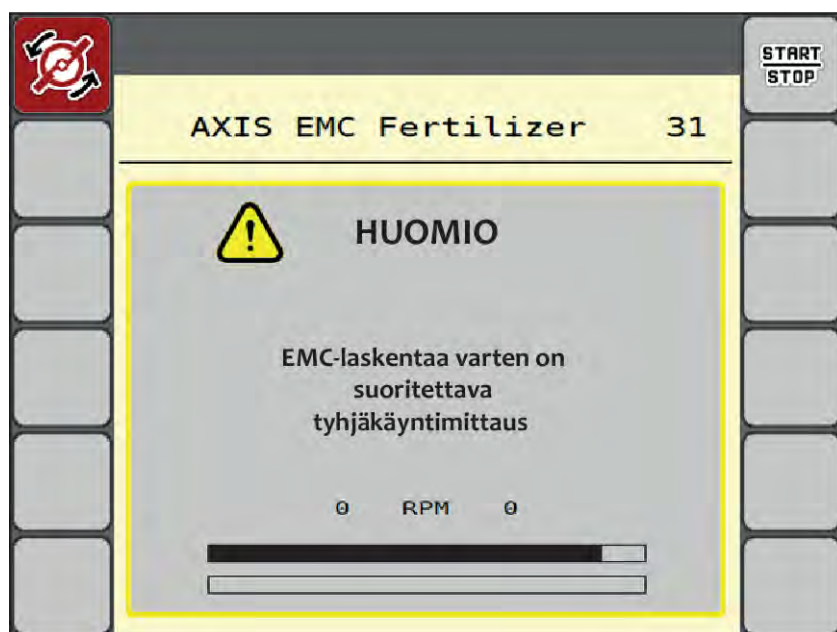 START
STOP
AXIS EMC Fertilizer 31
HUOMIO
EMC-laskentaa varten on
suoritettava
tyhjäkäyntimittaus
0 RPM 0